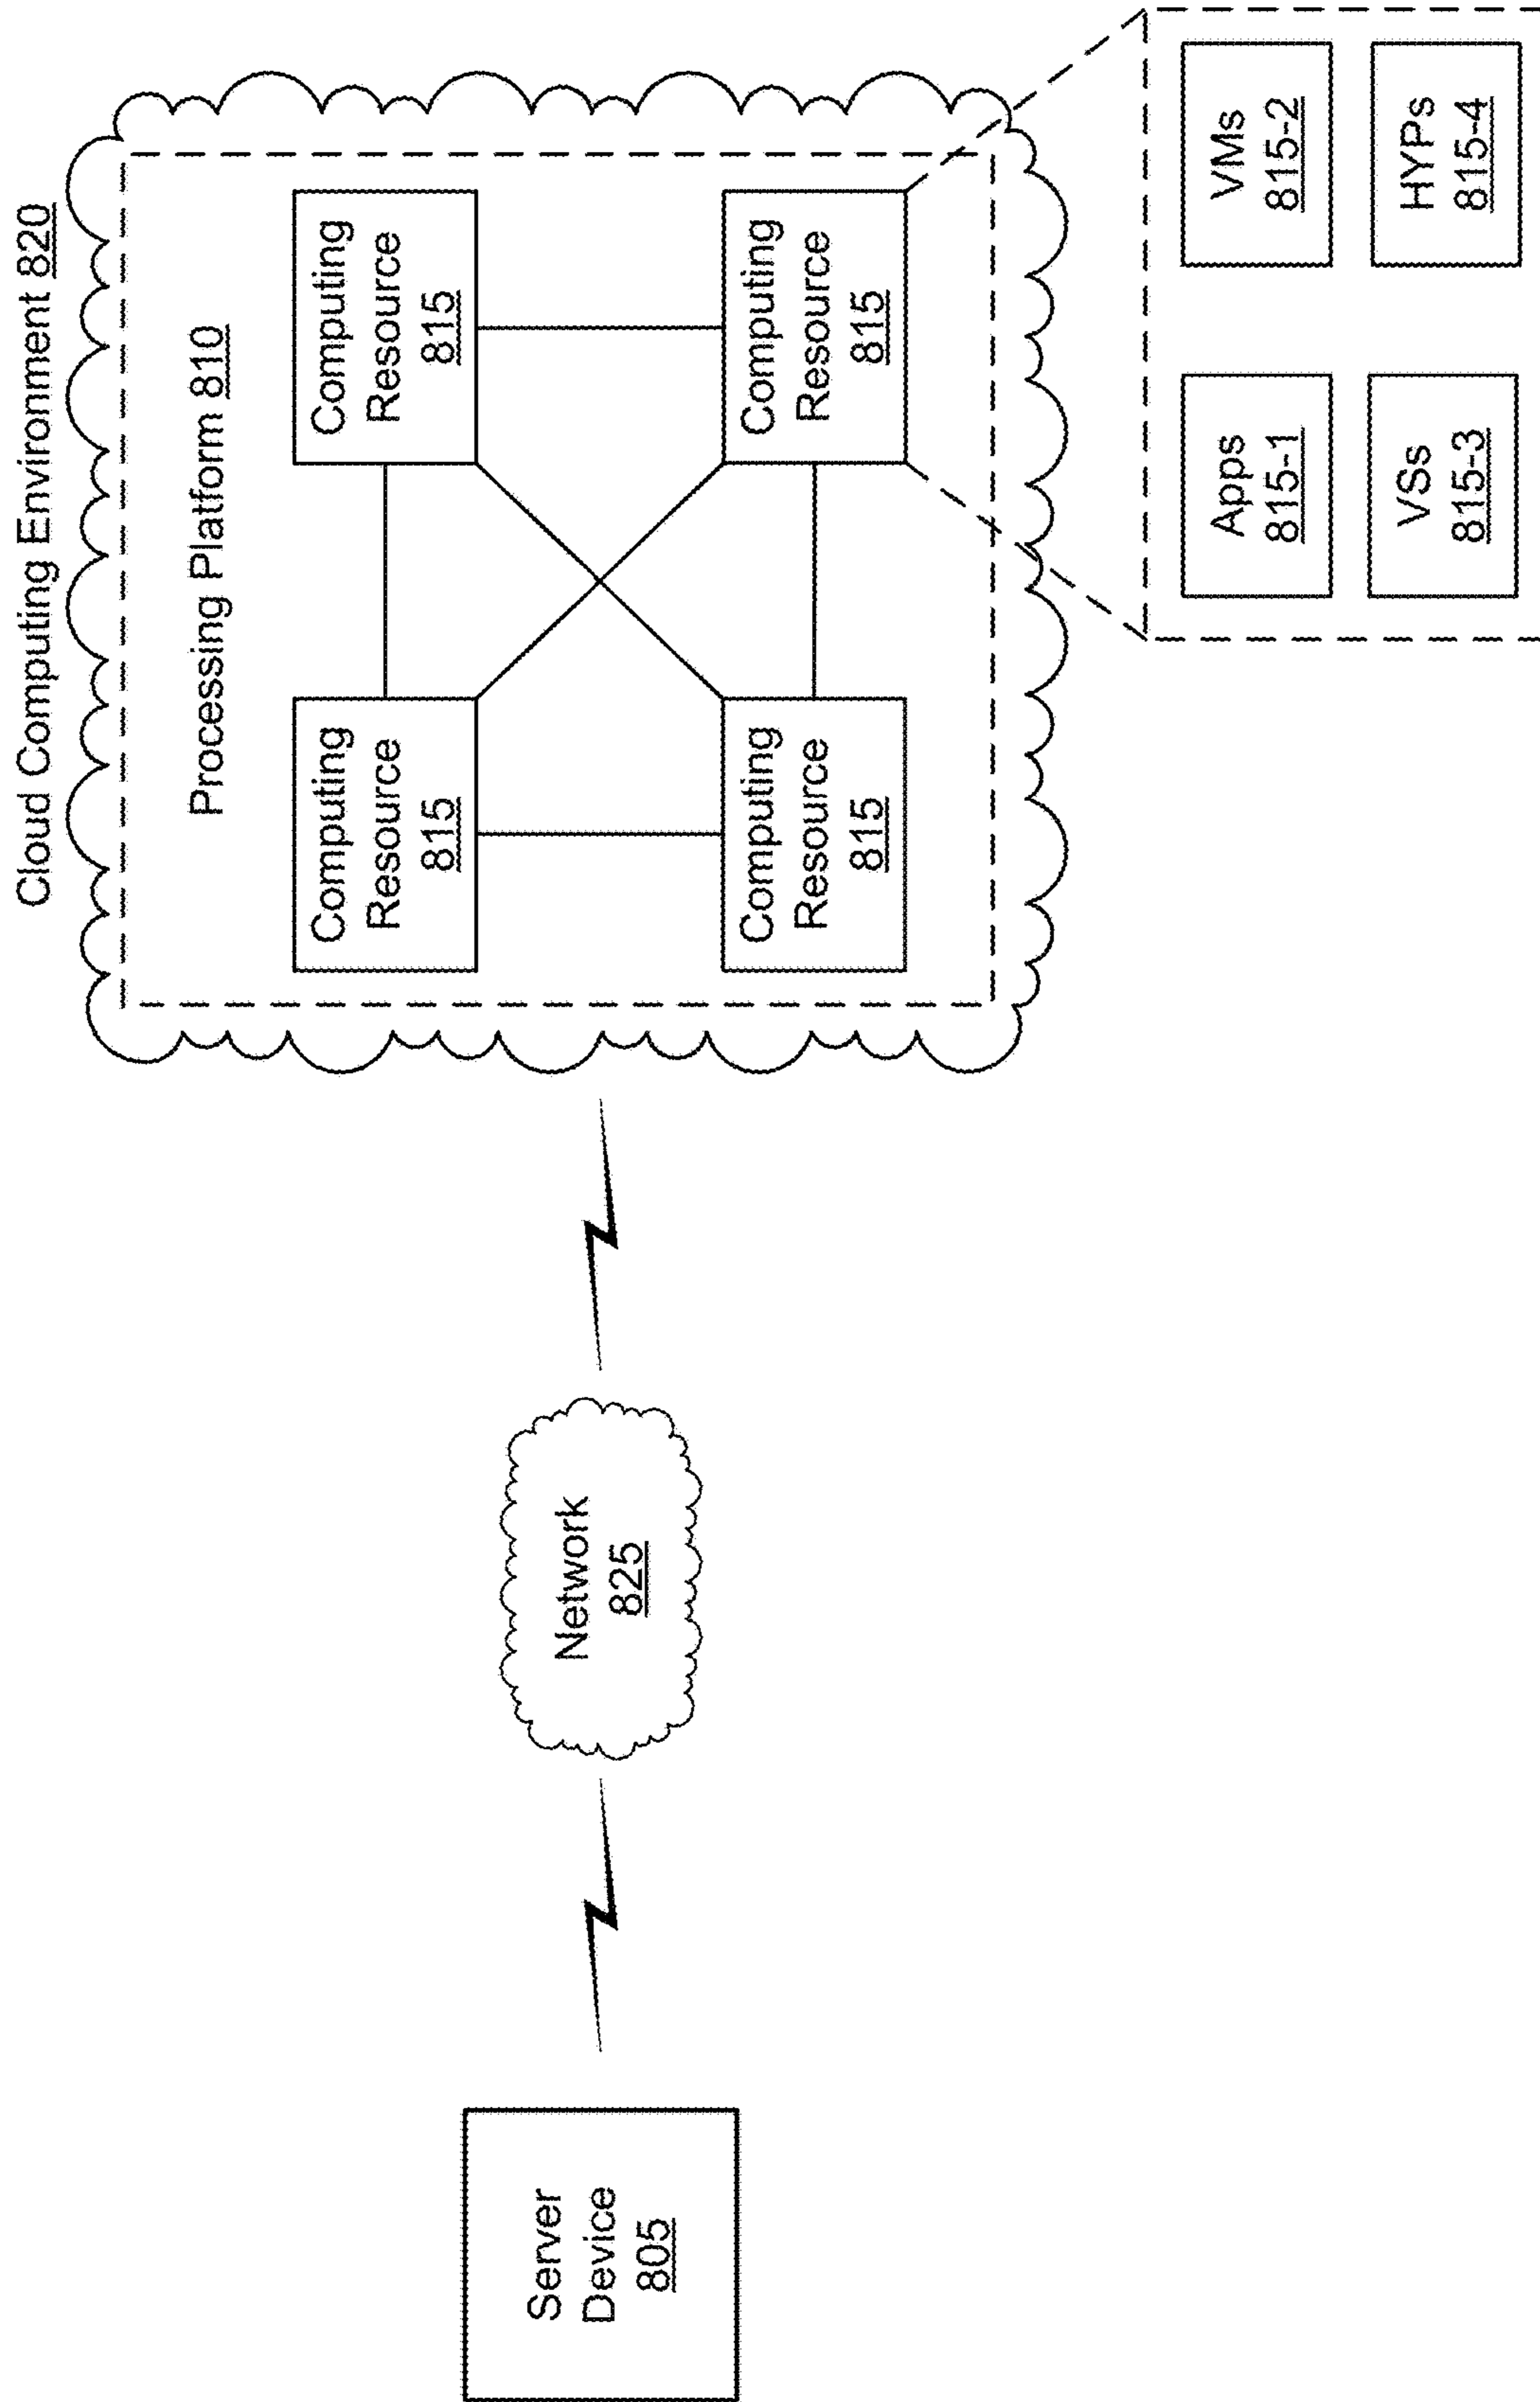 Cloud Computing Environment 820
Processing Platform 810
Computing
Resource
815
Computing
Resource
815
Computing
Resource
815
Computing
Resource
815
Server
Device
805
Network
825
Apps
815-1
VMs
815-2
VSs
815-3
HYPs
815-4